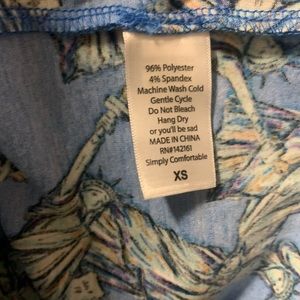 96% Polyester
4% Spandex
Machine Wash Cold
Gentle Cycle
Do Not Bleach
Hang Dry
or you'll be sad
MADE IN CHINA
RN#142161
Simply Comfortable
XS